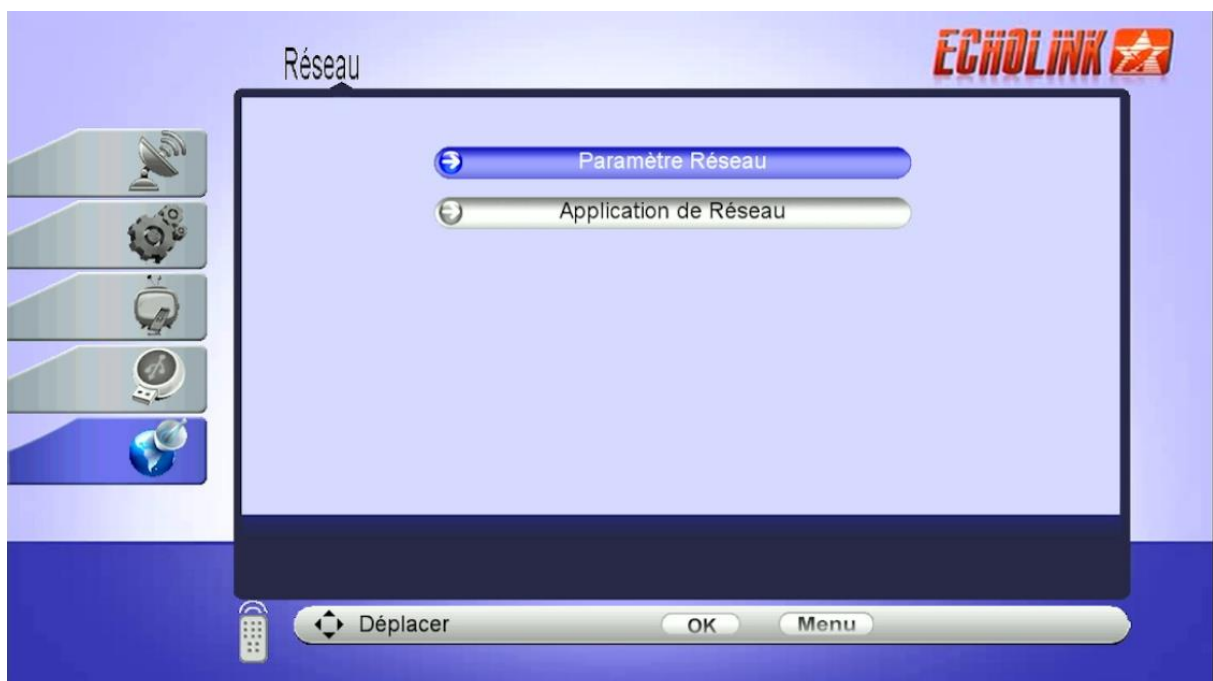 Réseau
ECHOLINK
Paramètre Réseau
Application de Réseau
Déplacer
OK
Menu